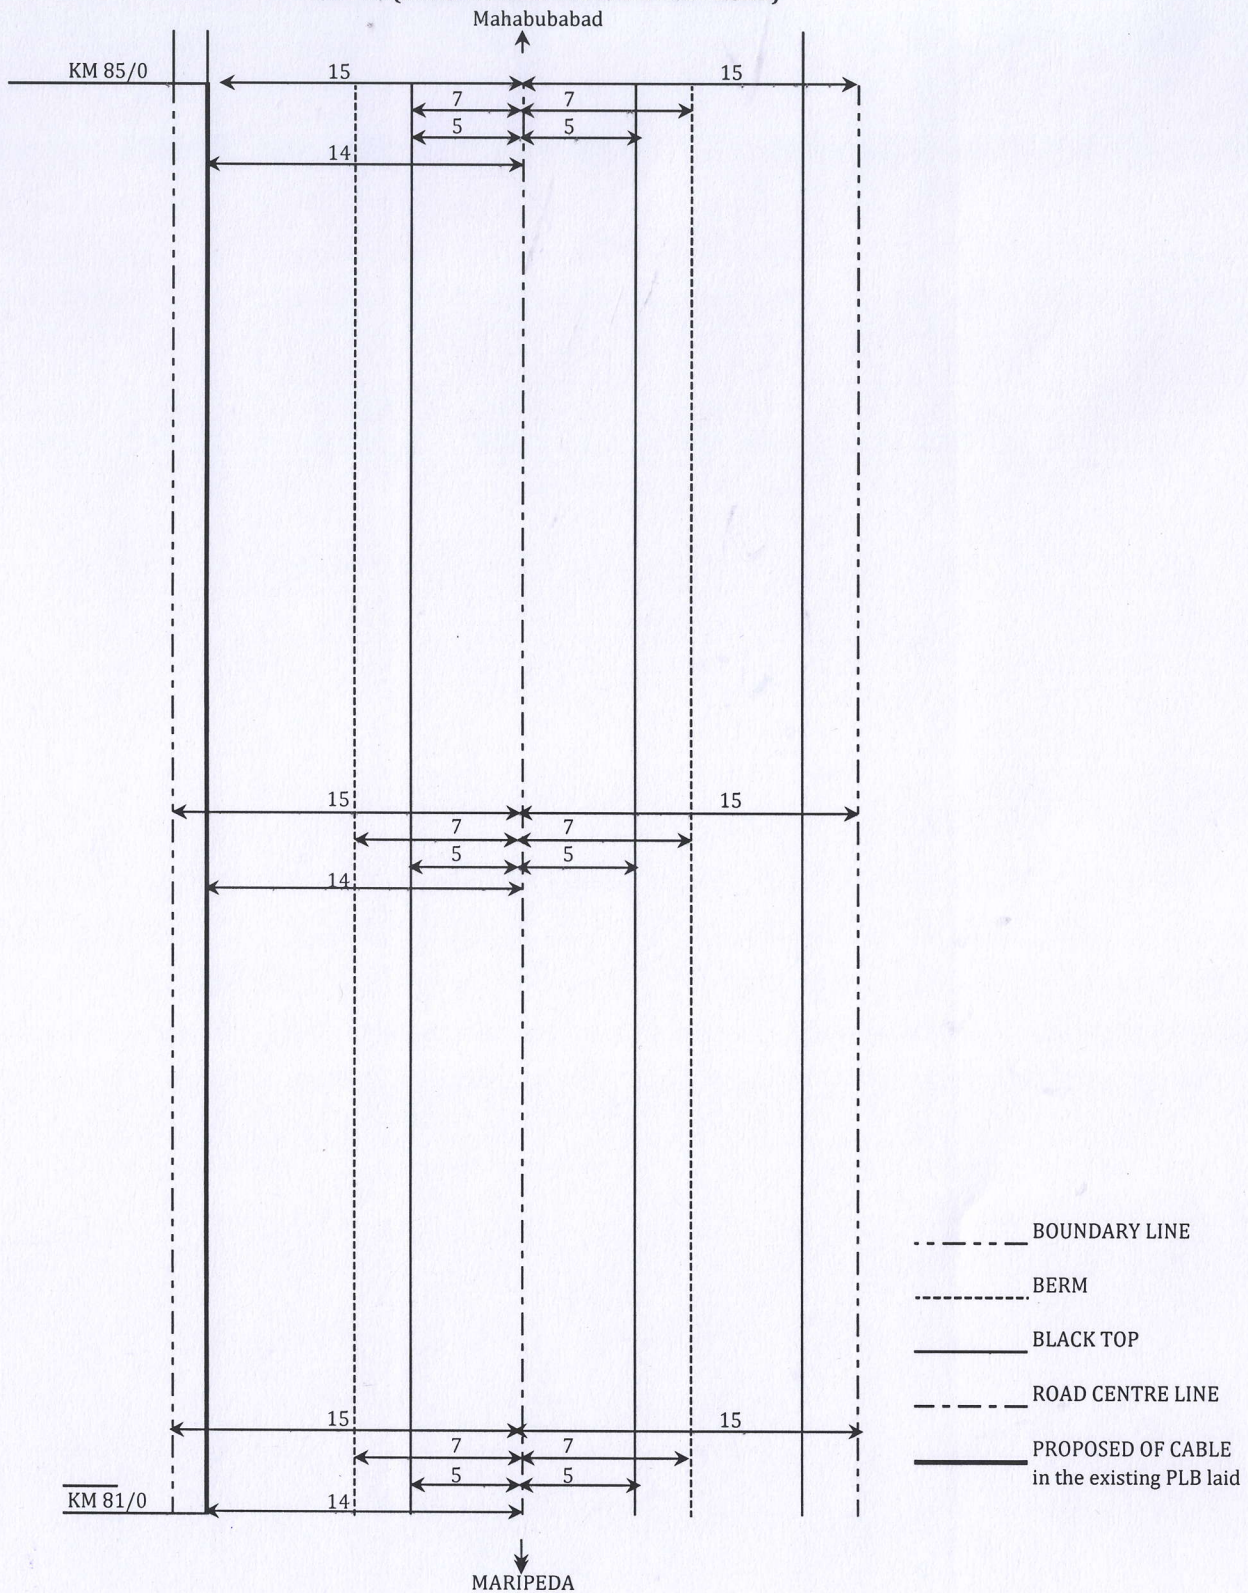 Mahabubabad
KM 85/0
15 15
7 7
5 5
14
15 15
7 7
5 5
14
BOUNDARY LINE
BERM
BLACK TOP
ROAD CENTRE LINE
PROPOSED OF CABLE
in the existing PLB laid
15 15
7 7
5 5
KM 81/0
14
MARIPEDA